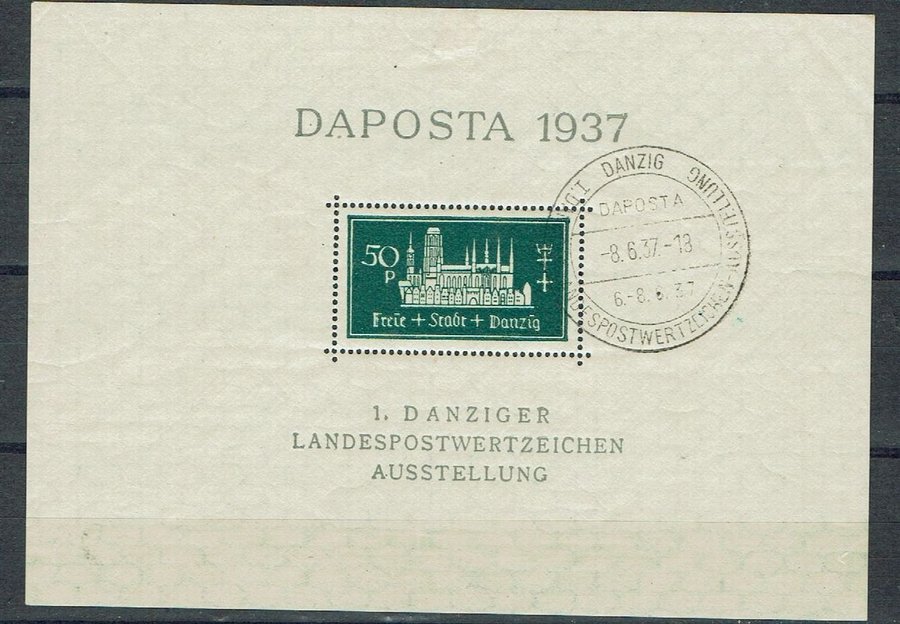 DAPOSTA 1937
50
p
Freie + Stadt + Danzig
DANZIG
DAPOSTA
-8.6.37.-18
6.-8. 6. 37
1. DANZIGER
LANDESPOSTWERTZEICHEN
AUSSTELLUNG